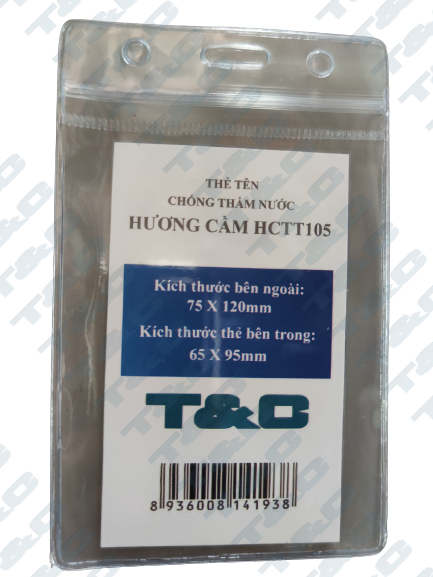 THẺ TÊN
CHỐNG THẤM NƯỚC
HƯƠNG CẦM HCTT105
Kích thước bên ngoài:
75 X 120mm
Kích thước thẻ bên trong:
65 X 95mm
T&C
8 936008 141938